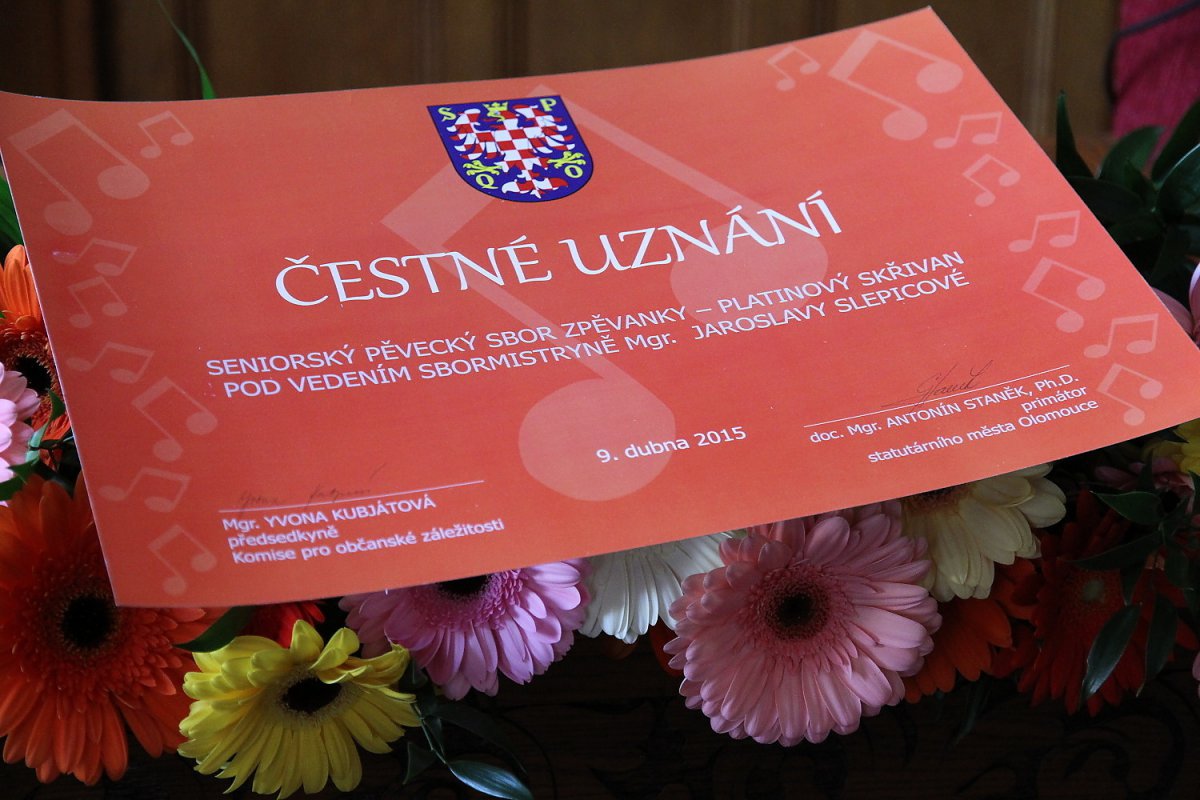 S P
Q O
ČESTNÉ UZNÁNÍ
SENIORSKÝ PĚVECKÝ SBOR ZPĚVANKY – PLATINOVÝ SKŘIVAN
POD VEDENÍM SBORMISTRYNĚ Mgr. JAROSLAVY SLEPICOVÉ
9. dubna 2015
doc. Mgr. ANTONÍN STANĚK, Ph.D.
primátor
statutárního města Olomouce
Mgr. YVONA KUBJÁTOVÁ
předsedkyně
Komise pro občanské záležitosti